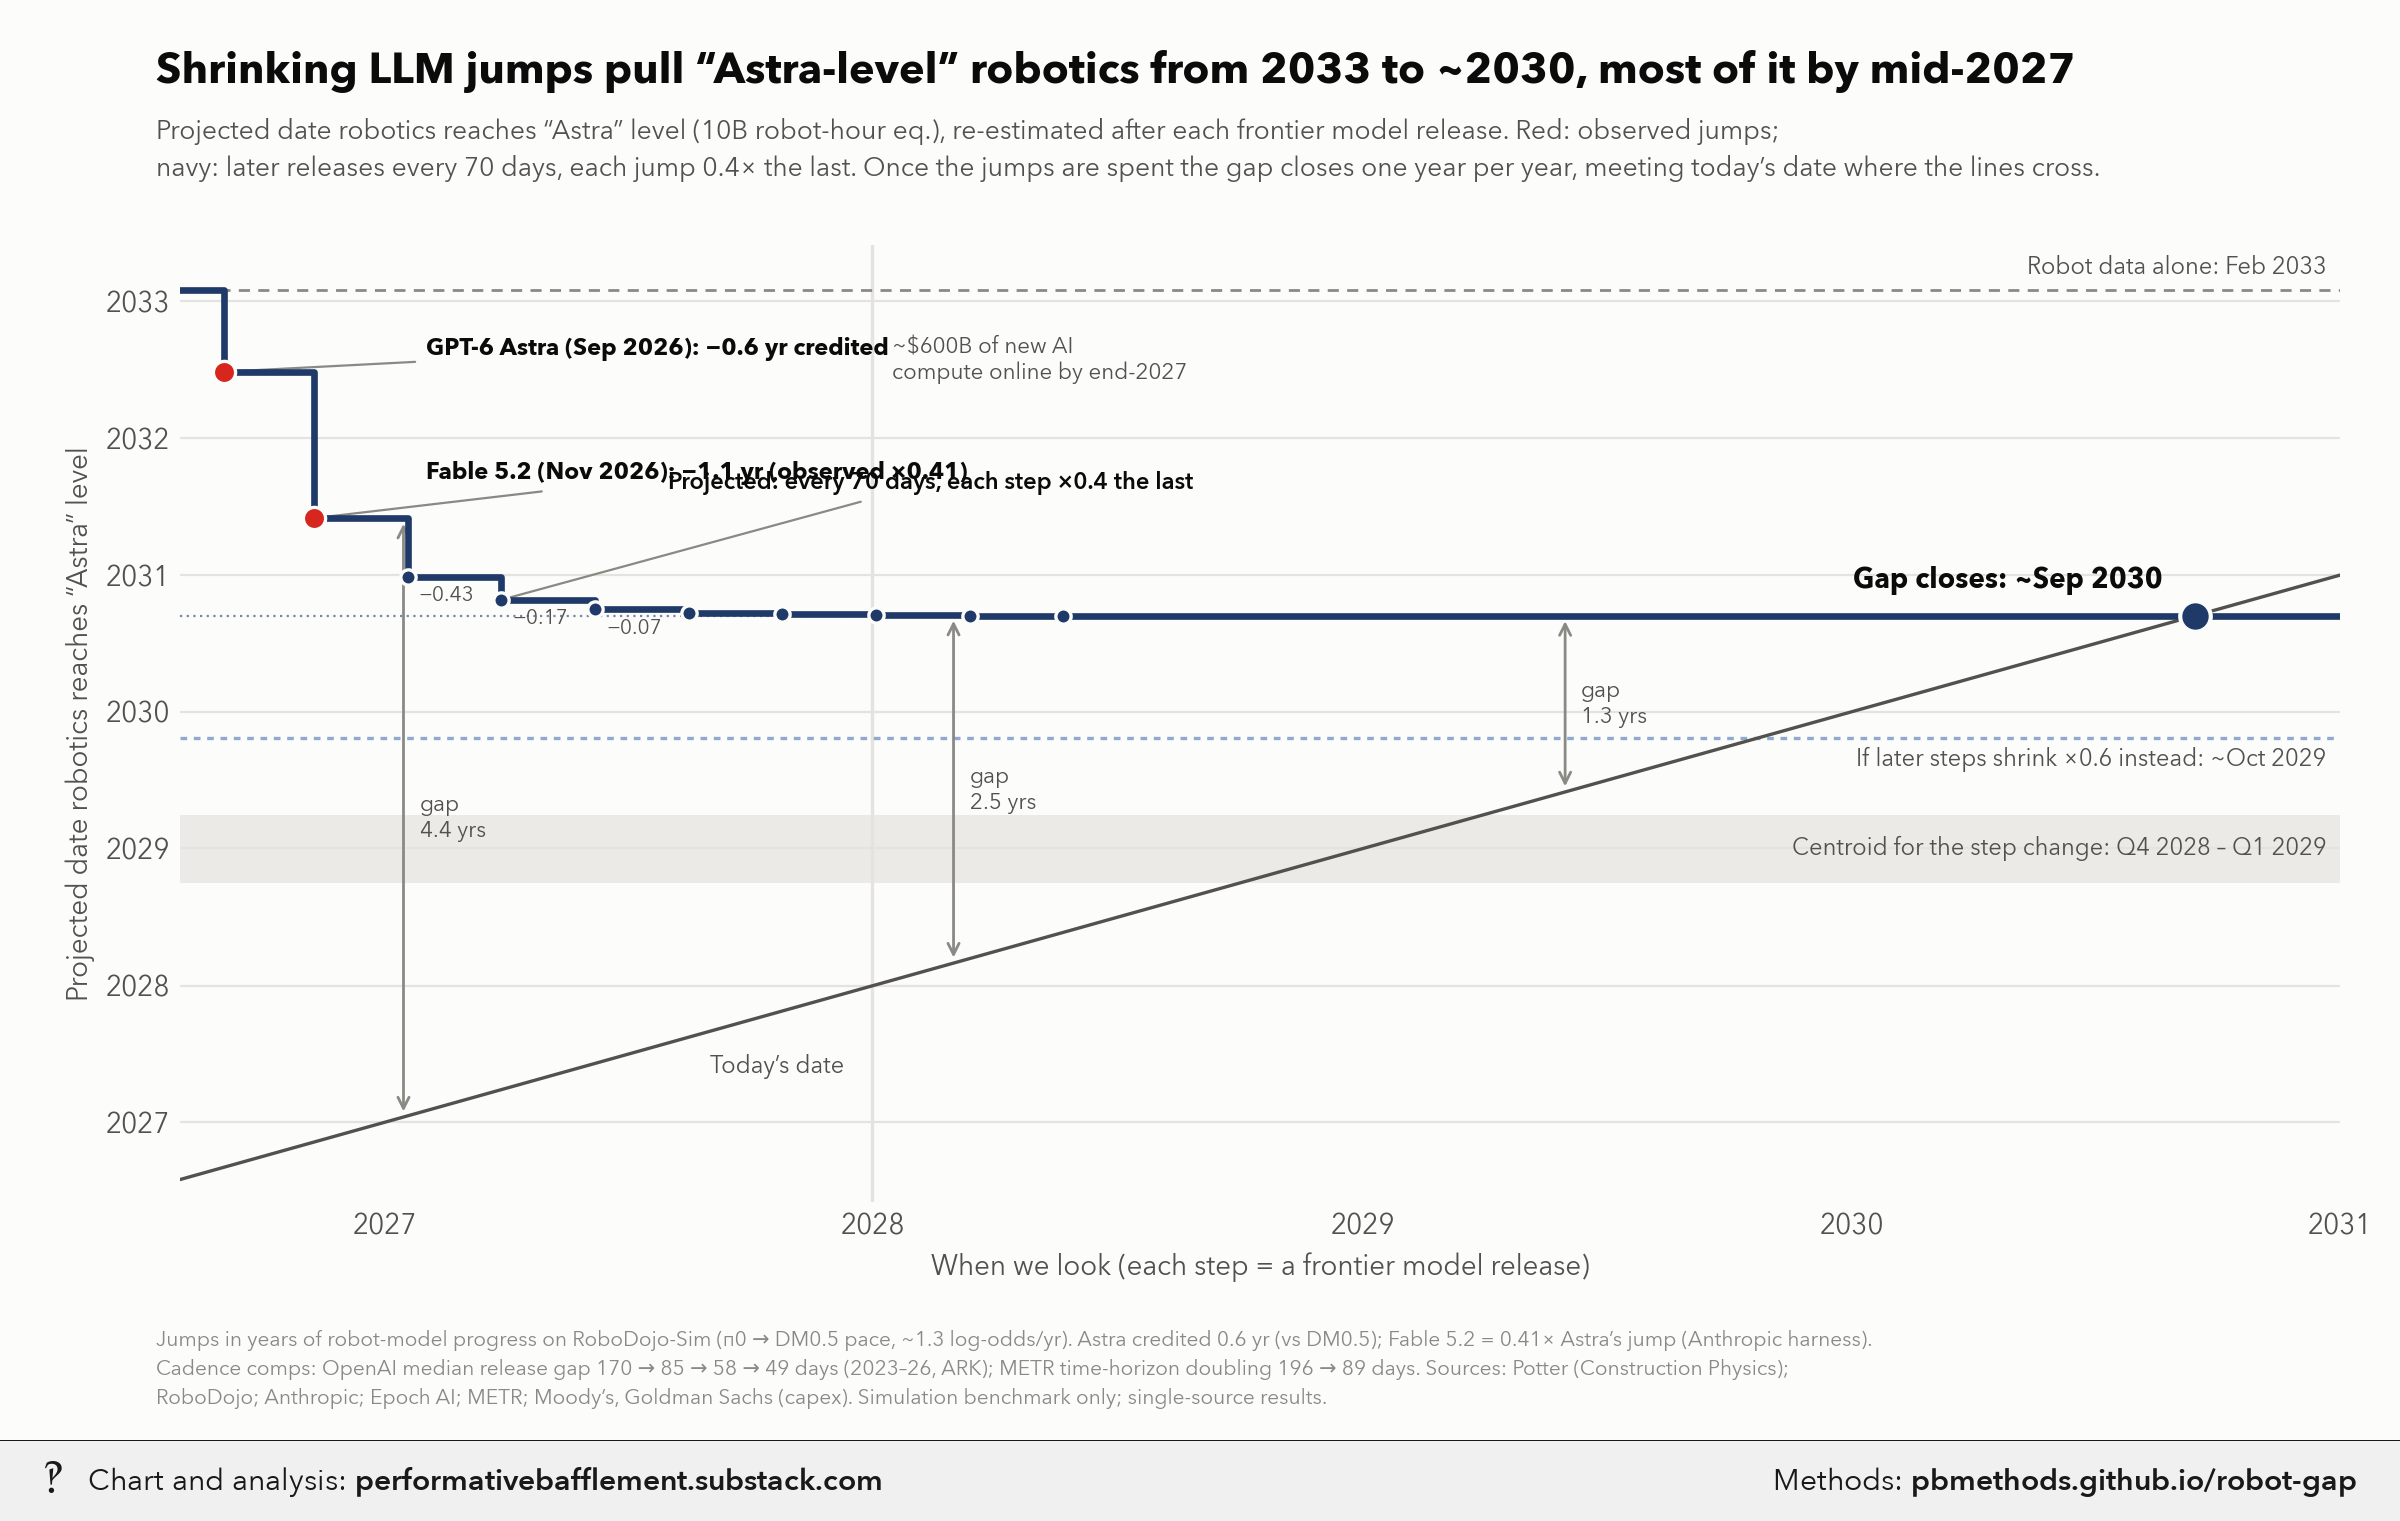 Shrinking LLM jumps pull “Astra-level” robotics from 2033 to ~2030, most of it by mid-2027
Projected date robotics reaches “Astra” level (10B robot-hour eq.), re-estimated after each frontier model release. Red: observed jumps;
navy: later releases every 70 days, each jump 0.4× the last. Once the jumps are spent the gap closes one year per year, meeting today’s date where the lines cross.
Robot data alone: Feb 2033
2033
GPT-6 Astra (Sep 2026): −0.6 yr credited
~$600B of new AI
compute online by end-2027
2032
Fable 5.2 (Nov 2026): −1.1 yr (observed ×0.41)
Projected: every 70 days, each step ×0.4 the last
2031
−0.43
−0.17
−0.07
Gap closes: ~Sep 2030
gap
1.3 yrs
2030
If later steps shrink ×0.6 instead: ~Oct 2029
gap
2.5 yrs
gap
4.4 yrs
2029
Centroid for the step change: Q4 2028 – Q1 2029
2028
Today’s date
2027
Projected date robotics reaches “Astra” level
2027
2028
2029
2030
2031
When we look (each step = a frontier model release)
Jumps in years of robot-model progress on RoboDojo-Sim (π0 → DM0.5 pace, ~1.3 log-odds/yr). Astra credited 0.6 yr (vs DM0.5); Fable 5.2 = 0.41× Astra’s jump (Anthropic harness).
Cadence comps: OpenAI median release gap 170 → 85 → 58 → 49 days (2023–26, ARK); METR time-horizon doubling 196 → 89 days. Sources: Potter (Construction Physics);
RoboDojo; Anthropic; Epoch AI; METR; Moody’s, Goldman Sachs (capex). Simulation benchmark only; single-source results.
‽ Chart and analysis: performativebafflement.substack.com
Methods: pbmethods.github.io/robot-gap